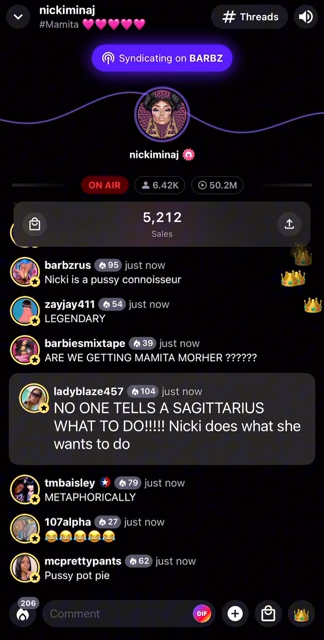 nickiminaj
Threads
#Mamita 💗💗💗💗💗
Syndicating on BARBZ
nickiminaj
ON AIR 6.42K 50.2M
5,212
Sales
barbzrus 95 just now
Nicki is a pussy connoisseur
zayjay411 54 just now
LEGENDARY
barbiesmixtape 39 just now
ARE WE GETTING MAMITA MORHER ??????
ladyblaze457 104 just now
NO ONE TELLS A SAGITTARIUS
WHAT TO DO!!!!! Nicki does what she
wants to do
tmbaisley 79 just now
METAPHORICALLY
107alpha 27 just now
😂😂😂😂😂
mcprettypants 62 just now
Pussy pot pie
206
Comment
GIF